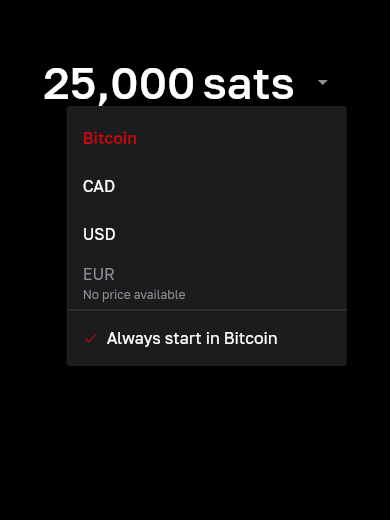 25,000 sats
Bitcoin
CAD
USD
EUR
No price available
Always start in Bitcoin